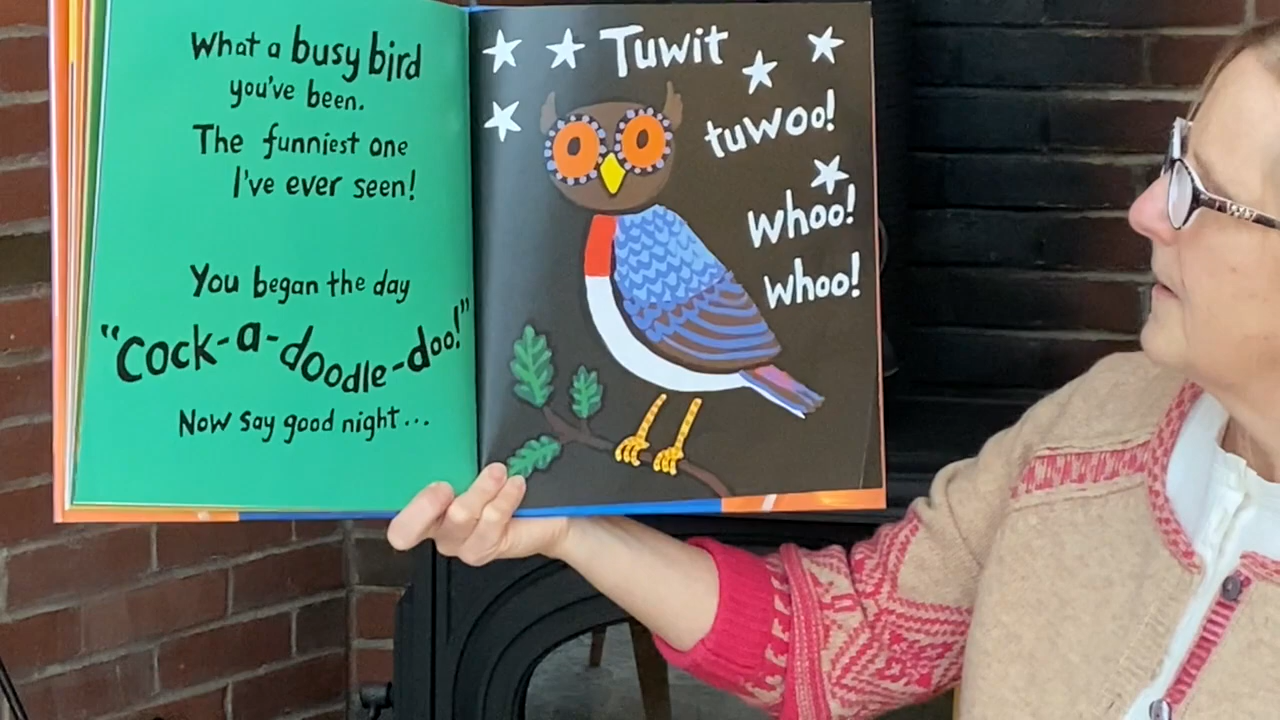 What a busy bird
you've been.
The funniest one
I've ever seen!
You began the day
"Cock-a-doodle-doo!"
Now say good night...
Tuwit
tuwoo!
Whoo!
Whoo!